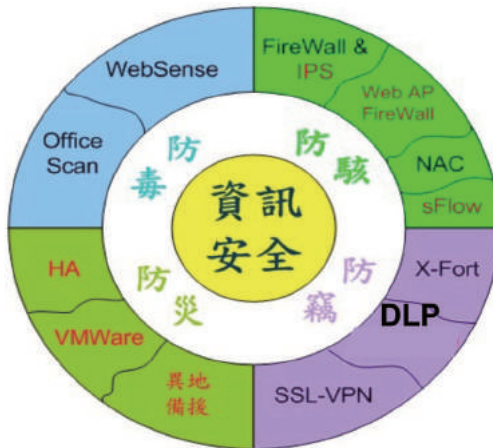 WebSense
Office
Scan
FireWall &
IPS
Web AP
FireWall
NAC
sFlow
防
毒
防
駭
資訊
安全
防
災
防
竊
HA
VMWare
異地
備援
X-Fort
DLP
SSL-VPN